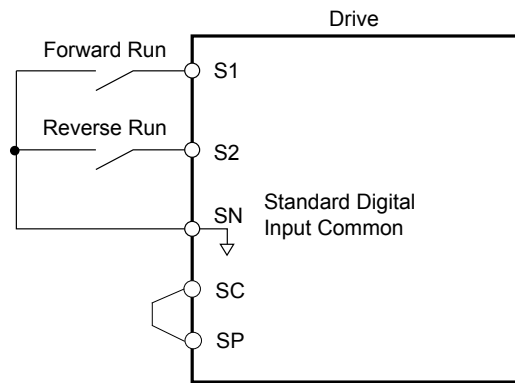 Drive
Forward Run
S1
Reverse Run
S2
SN
Standard Digital
Input Common
SC
SP